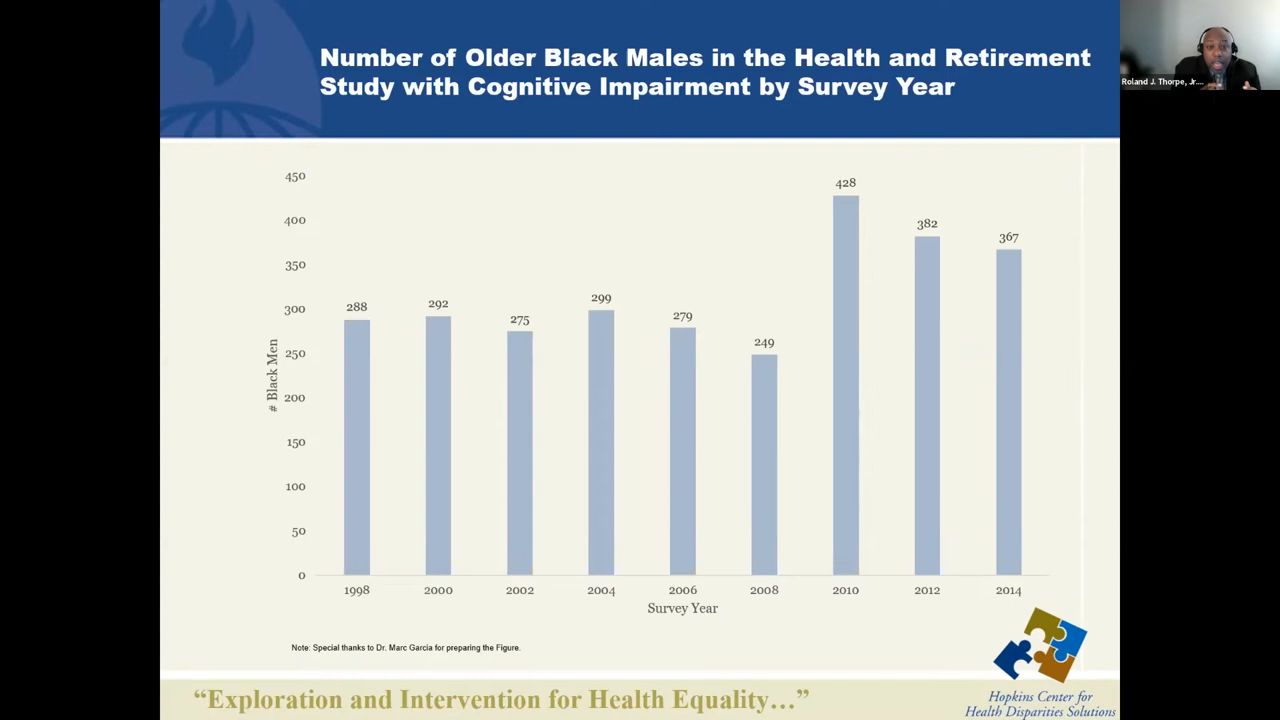 Number of Older Black Males in the Health and Retirement
Study with Cognitive Impairment by Survey Year
Roland J. Thorpe, Jr....
450
400
350
300
250
200
150
100
50
0
# Black Men
288
292
275
299
279
249
428
382
367
1998 2000 2002 2004 2006 2008 2010 2012 2014
Survey Year
Note: Special thanks to Dr. Marc Garcia for preparing the Figure.
“Exploration and Intervention for Health Equality…”
Hopkins Center for
Health Disparities Solutions